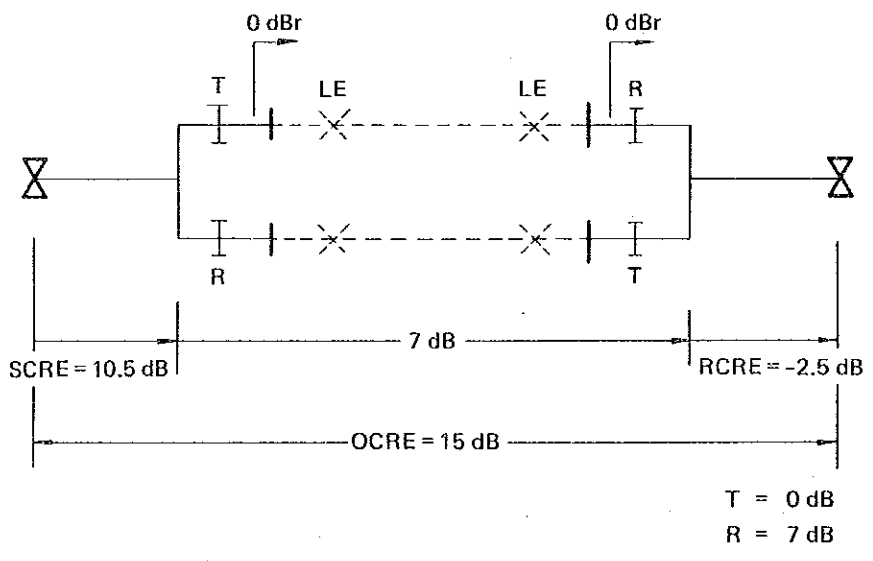 0 dBr 0 dBr
T LE LE R
R T
7 dB
SCRE = 10.5 dB RCRE = -2.5 dB
OCRE = 15 dB
T = 0 dB
R = 7 dB